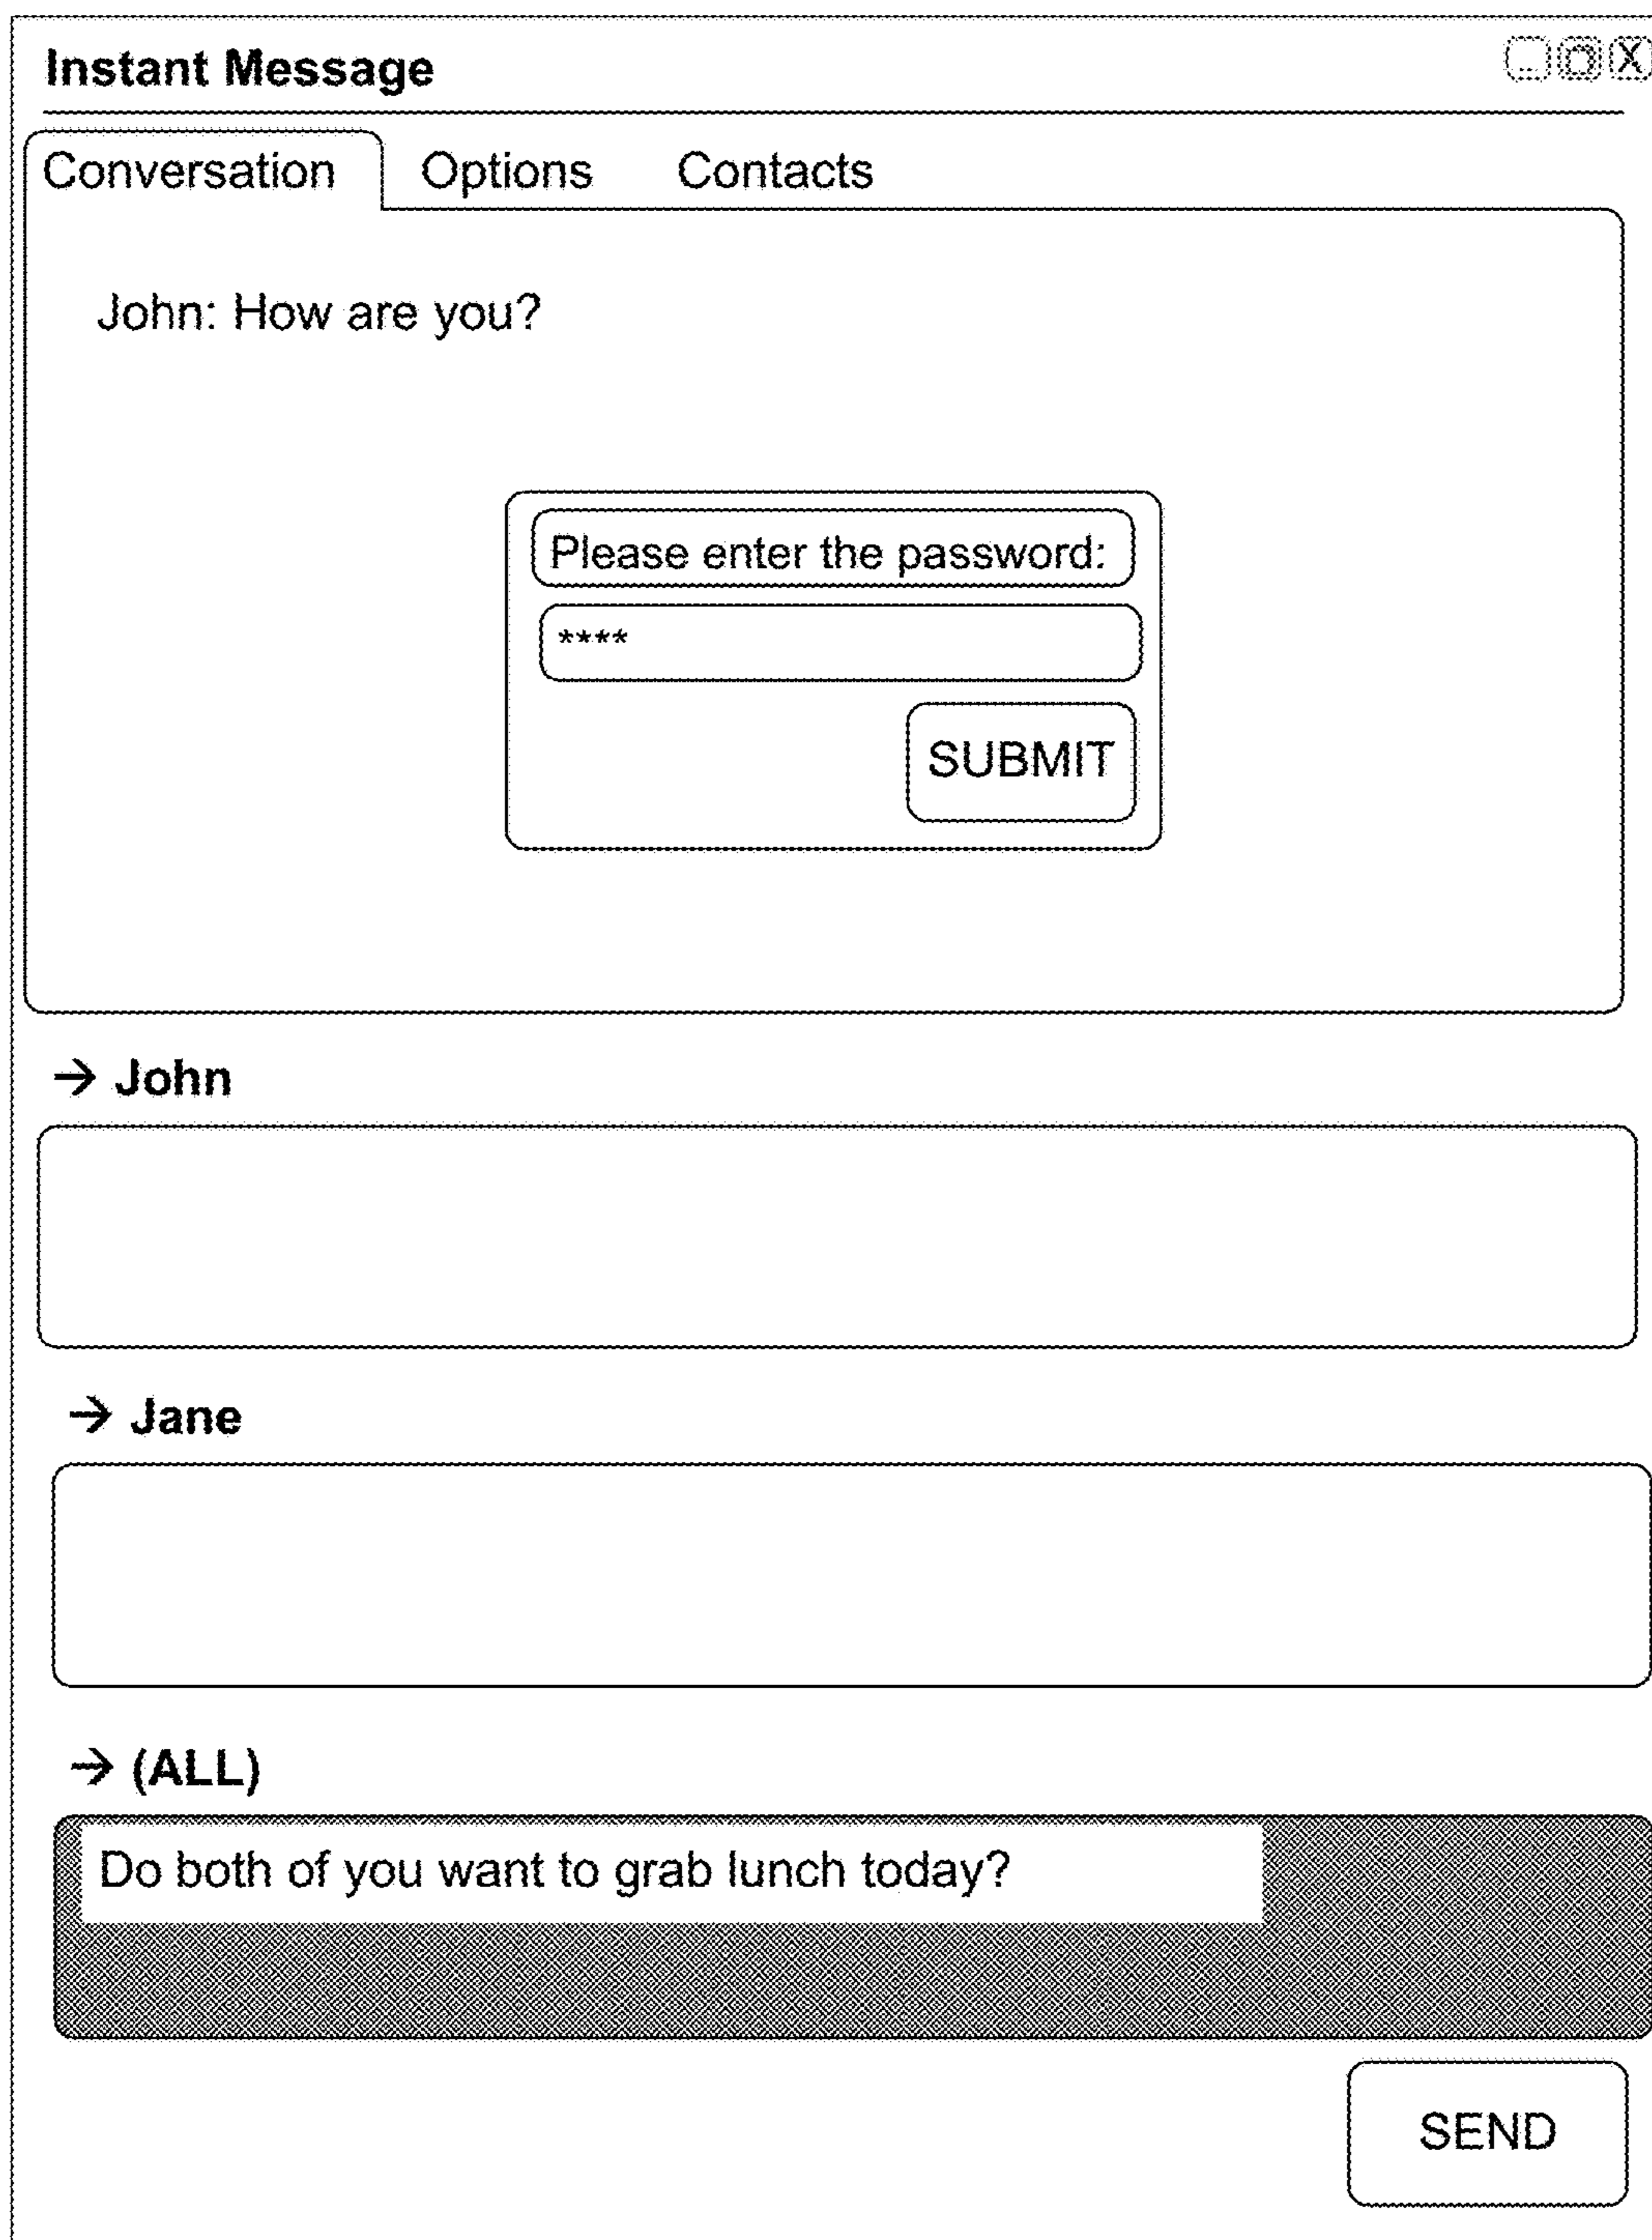 Instant Message
Conversation Options Contacts
John: How are you?
Please enter the password:
****
SUBMIT
→ John
→ Jane
→ (ALL)
Do both of you want to grab lunch today?
SEND